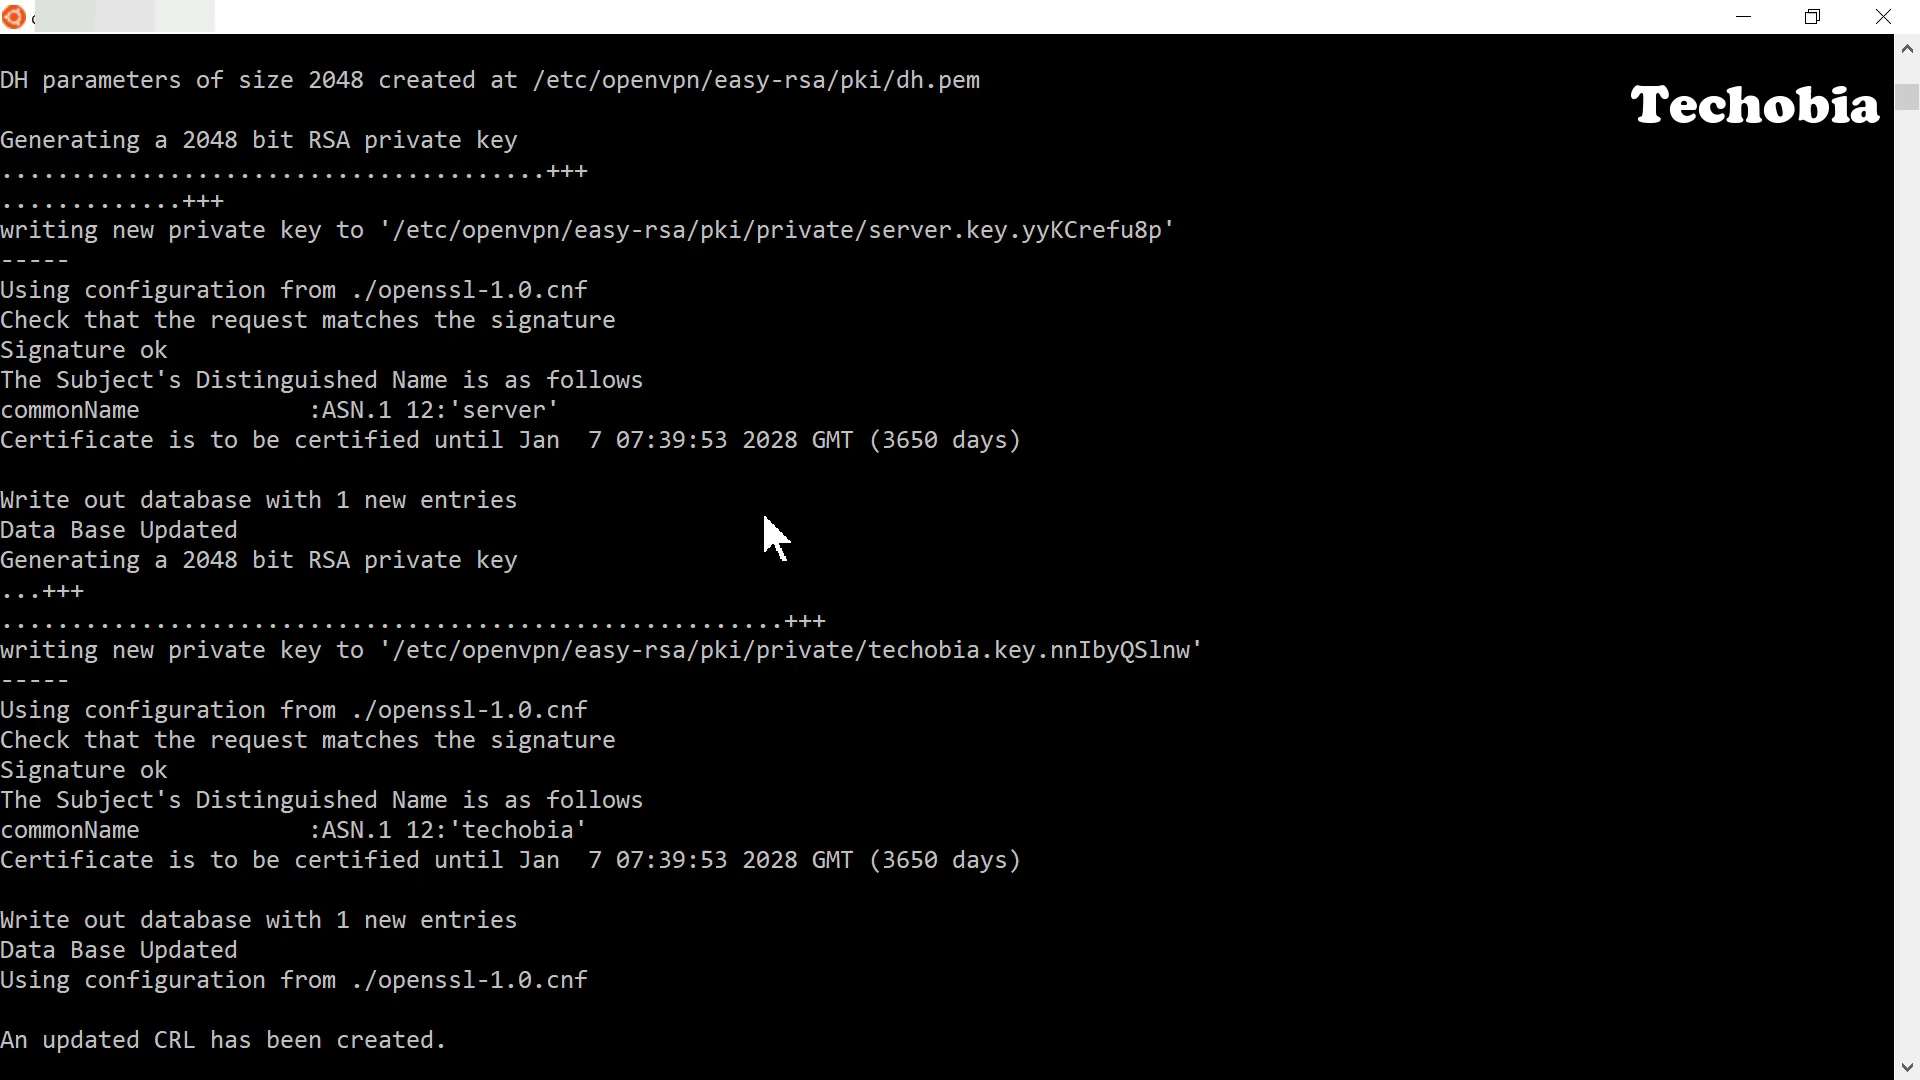 DH parameters of size 2048 created at /etc/openvpn/easy-rsa/pki/dh.pem
Techobia
Generating a 2048 bit RSA private key
.......................................+++
.............+++
writing new private key to '/etc/openvpn/easy-rsa/pki/private/server.key.yyKCrefu8p'
-----
Using configuration from ./openssl-1.0.cnf
Check that the request matches the signature
Signature ok
The Subject's Distinguished Name is as follows
commonName            :ASN.1 12:'server'
Certificate is to be certified until Jan  7 07:39:53 2028 GMT (3650 days)
Write out database with 1 new entries
Data Base Updated
Generating a 2048 bit RSA private key
...+++
........................................................+++
writing new private key to '/etc/openvpn/easy-rsa/pki/private/techobia.key.nnIbyQSlnw'
-----
Using configuration from ./openssl-1.0.cnf
Check that the request matches the signature
Signature ok
The Subject's Distinguished Name is as follows
commonName            :ASN.1 12:'techobia'
Certificate is to be certified until Jan  7 07:39:53 2028 GMT (3650 days)
Write out database with 1 new entries
Data Base Updated
Using configuration from ./openssl-1.0.cnf
An updated CRL has been created.